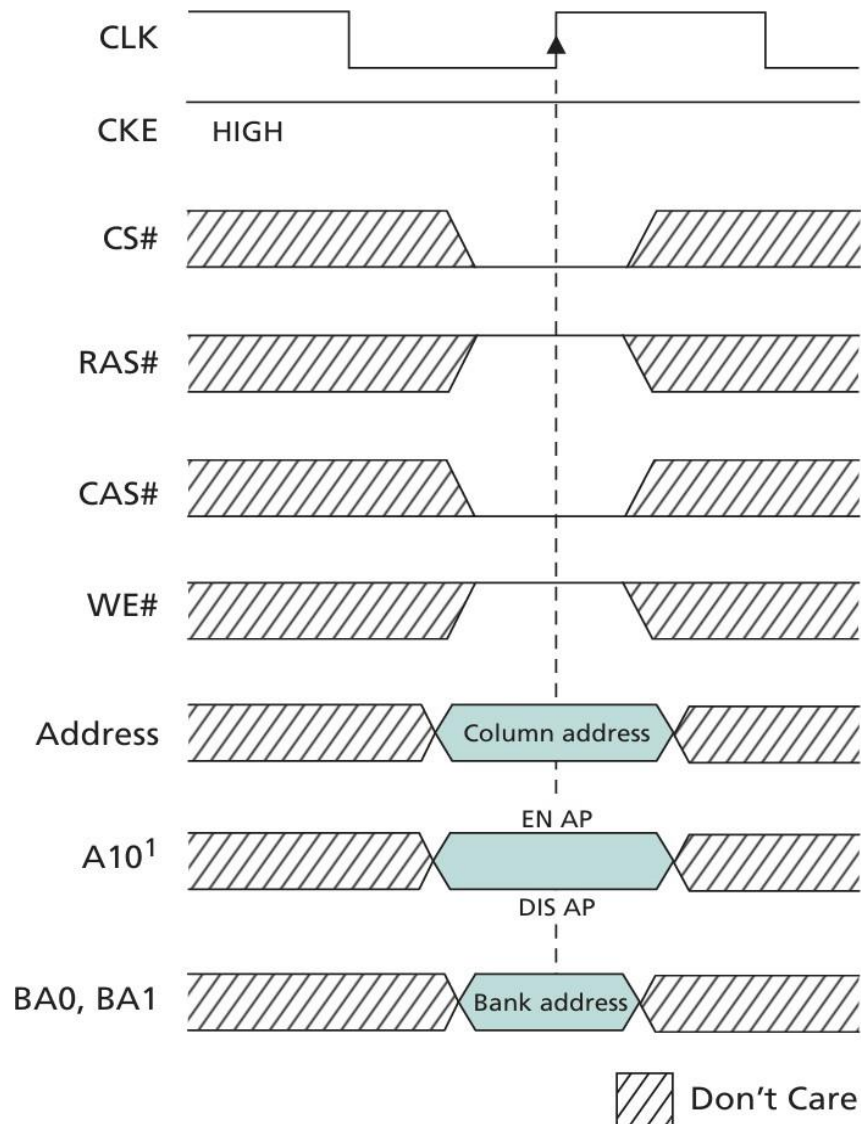 CLK
CKE HIGH
CS#
RAS#
CAS#
WE#
Address Column address
EN AP
A10¹
DIS AP
BA0, BA1 Bank address
Don't Care